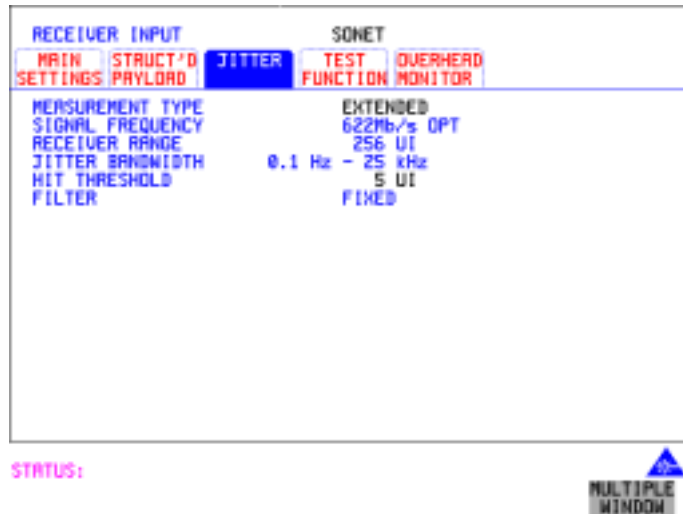 RECEIVER INPUT SONET
MAIN SETTINGS STRUCT'D PAYLOAD JITTER TEST FUNCTION OVERHEAD MONITOR
MEASUREMENT TYPE EXTENDED
SIGNAL FREQUENCY 622Mb/s OPT
RECEIVER RANGE 256 UI
JITTER BANDWIDTH 0.1 Hz - 25 kHz
HIT THRESHOLD 5 UI
FILTER FIXED
STATUS:
MULTIPLE
WINDOW